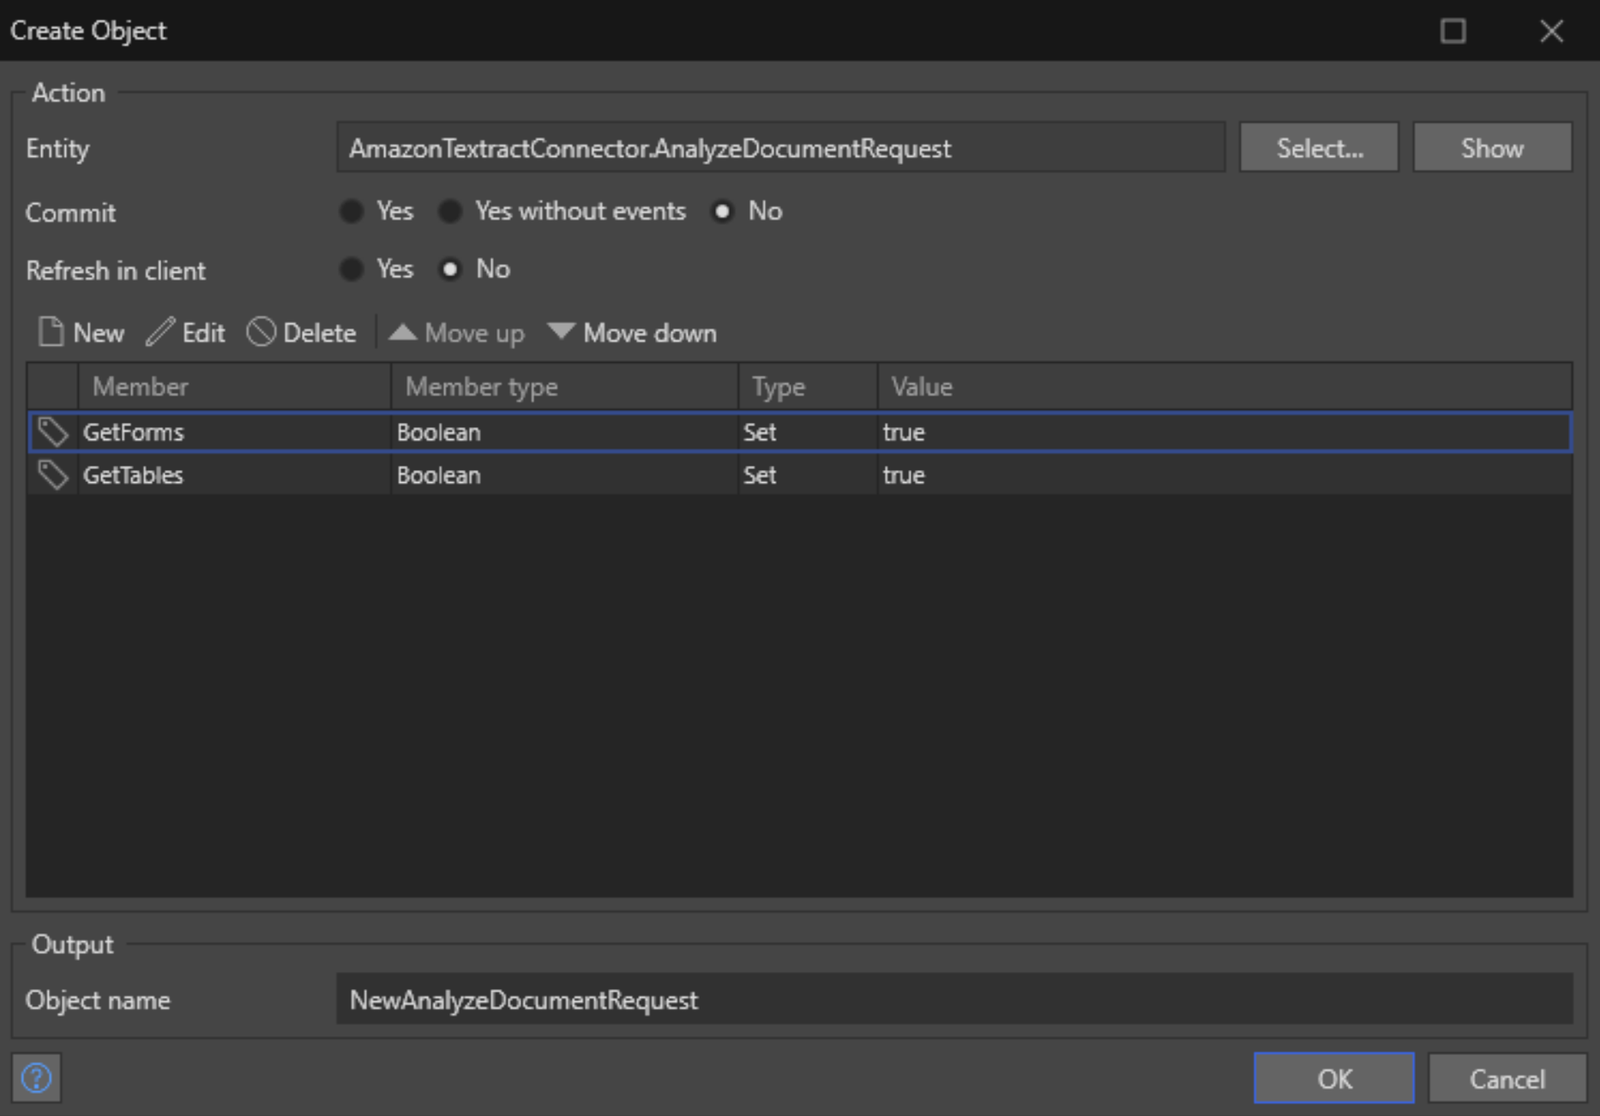 Create Object
Action
Entity AmazonTextractConnector.AnalyzeDocumentRequest Select... Show
Commit Yes Yes without events No
Refresh in client Yes No
New Edit Delete Move up Move down
Member Member type Type Value
GetForms Boolean Set true
GetTables Boolean Set true
Output
Object name NewAnalyzeDocumentRequest
? OK Cancel